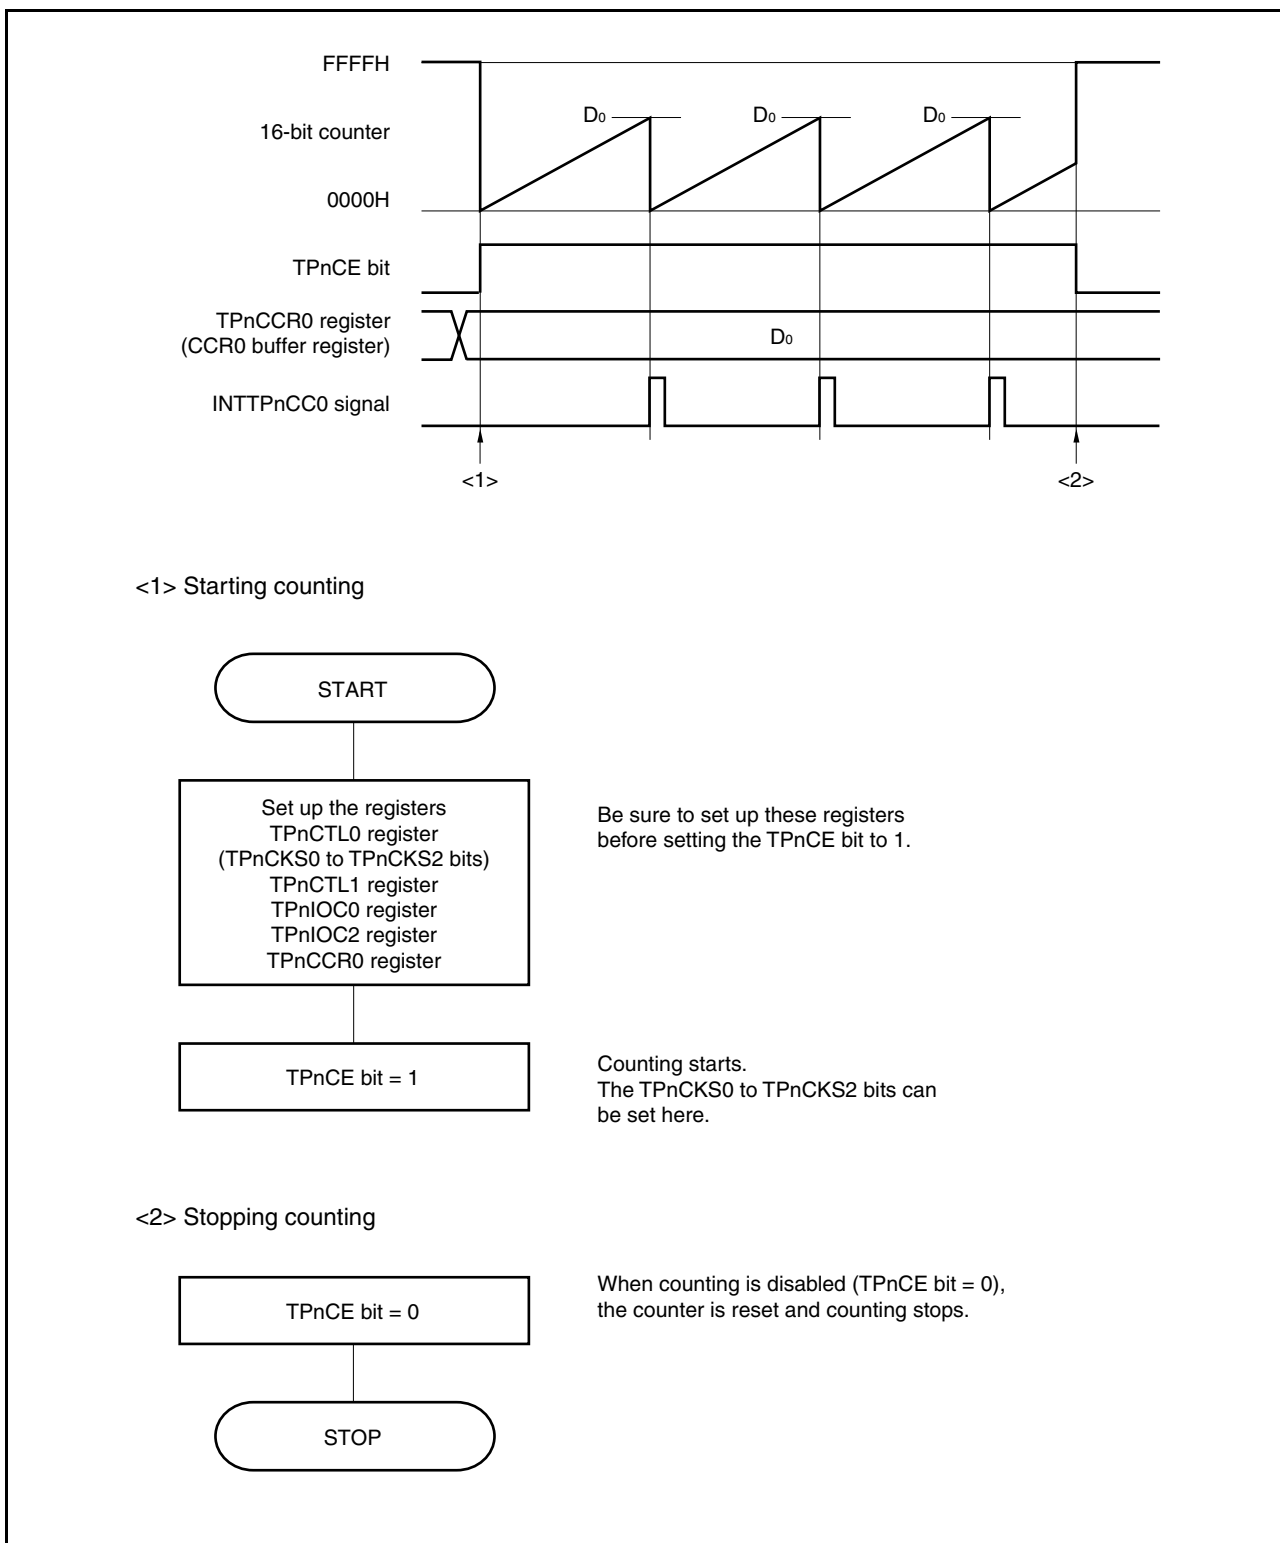 FFFFH
D0 D0 D0
16-bit counter
0000H
TPnCE bit
TPnCCR0 register
(CCR0 buffer register)
D0
INTTPnCC0 signal
<1> <2>
<1> Starting counting
START
Set up the registers
TPnCTL0 register
(TPnCKS0 to TPnCKS2 bits)
TPnCTL1 register
TPnIOC0 register
TPnIOC2 register
TPnCCR0 register
Be sure to set up these registers
before setting the TPnCE bit to 1.
TPnCE bit = 1
Counting starts.
The TPnCKS0 to TPnCKS2 bits can
be set here.
<2> Stopping counting
TPnCE bit = 0
When counting is disabled (TPnCE bit = 0),
the counter is reset and counting stops.
STOP